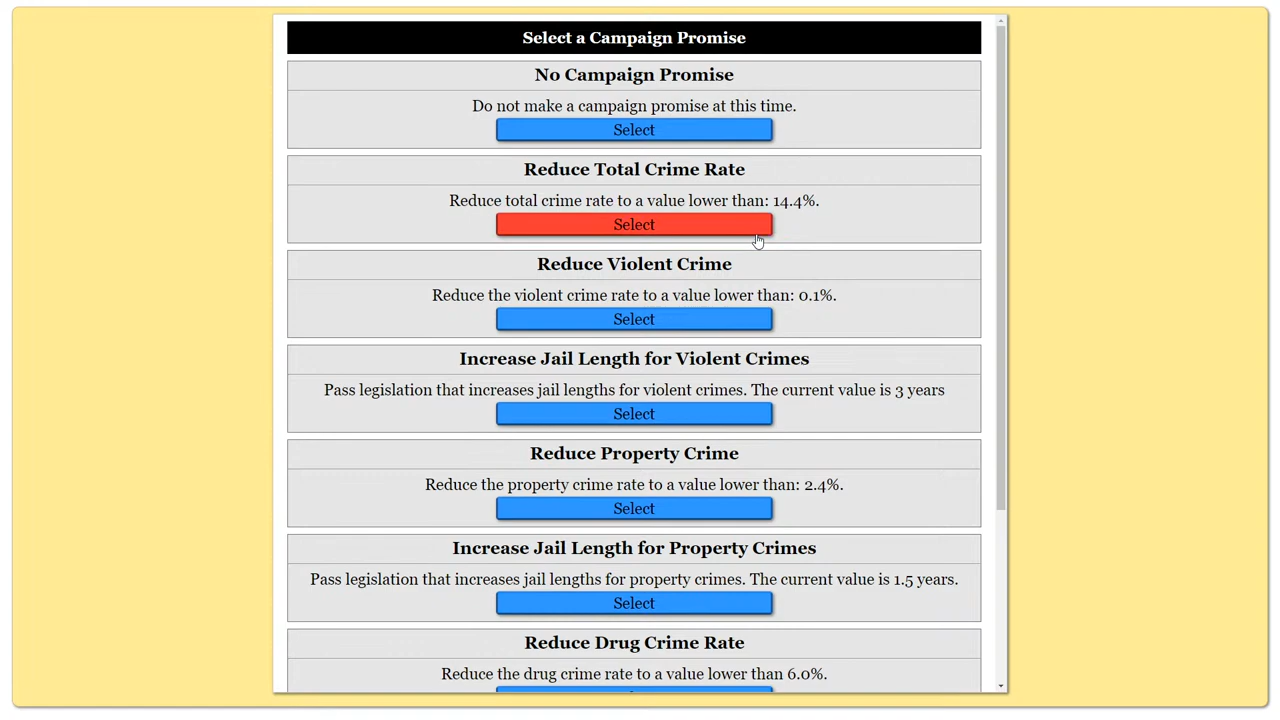 Select a Campaign Promise
No Campaign Promise
Do not make a campaign promise at this time.
Select
Reduce Total Crime Rate
Reduce total crime rate to a value lower than: 14.4%.
Select
Reduce Violent Crime
Reduce the violent crime rate to a value lower than: 0.1%.
Select
Increase Jail Length for Violent Crimes
Pass legislation that increases jail lengths for violent crimes. The current value is 3 years
Select
Reduce Property Crime
Reduce the property crime rate to a value lower than: 2.4%.
Select
Increase Jail Length for Property Crimes
Pass legislation that increases jail lengths for property crimes. The current value is 1.5 years.
Select
Reduce Drug Crime Rate
Reduce the drug crime rate to a value lower than 6.0%.